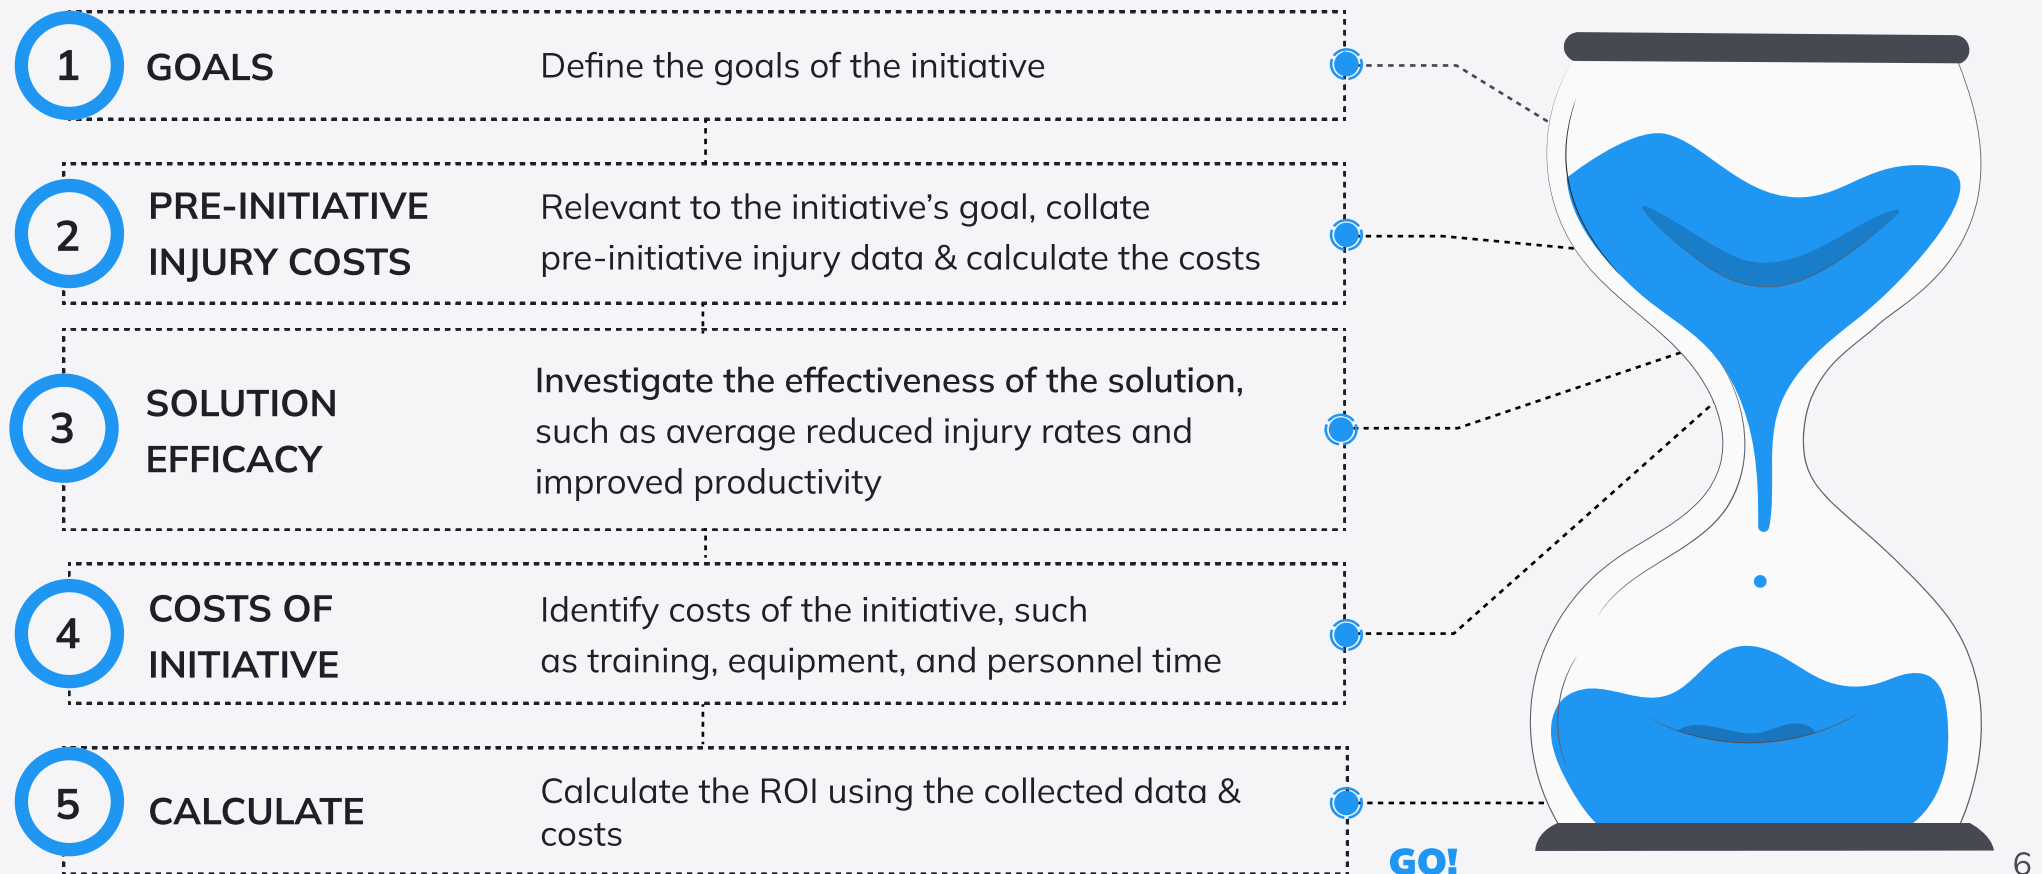 1
GOALS
Define the goals of the initiative
2
PRE-INITIATIVE
INJURY COSTS
Relevant to the initiative’s goal, collate
pre-initiative injury data & calculate the costs
3
SOLUTION
EFFICACY
Investigate the effectiveness of the solution,
such as average reduced injury rates and
improved productivity
4
COSTS OF
INITIATIVE
Identify costs of the initiative, such
as training, equipment, and personnel time
5
CALCULATE
Calculate the ROI using the collected data &
costs
GO!
6